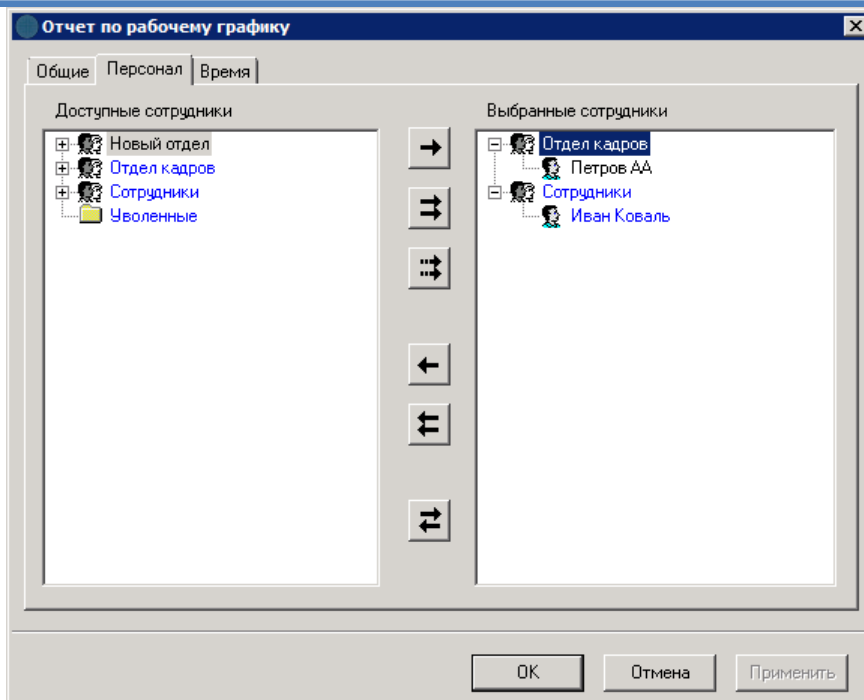 Отчет по рабочему графику
Общие Персонал Время
Доступные сотрудники
Новый отдел
Отдел кадров
Сотрудники
Уволенные
Выбранные сотрудники
Отдел кадров
Петров АА
Сотрудники
Иван Коваль
ОК Отмена Применить